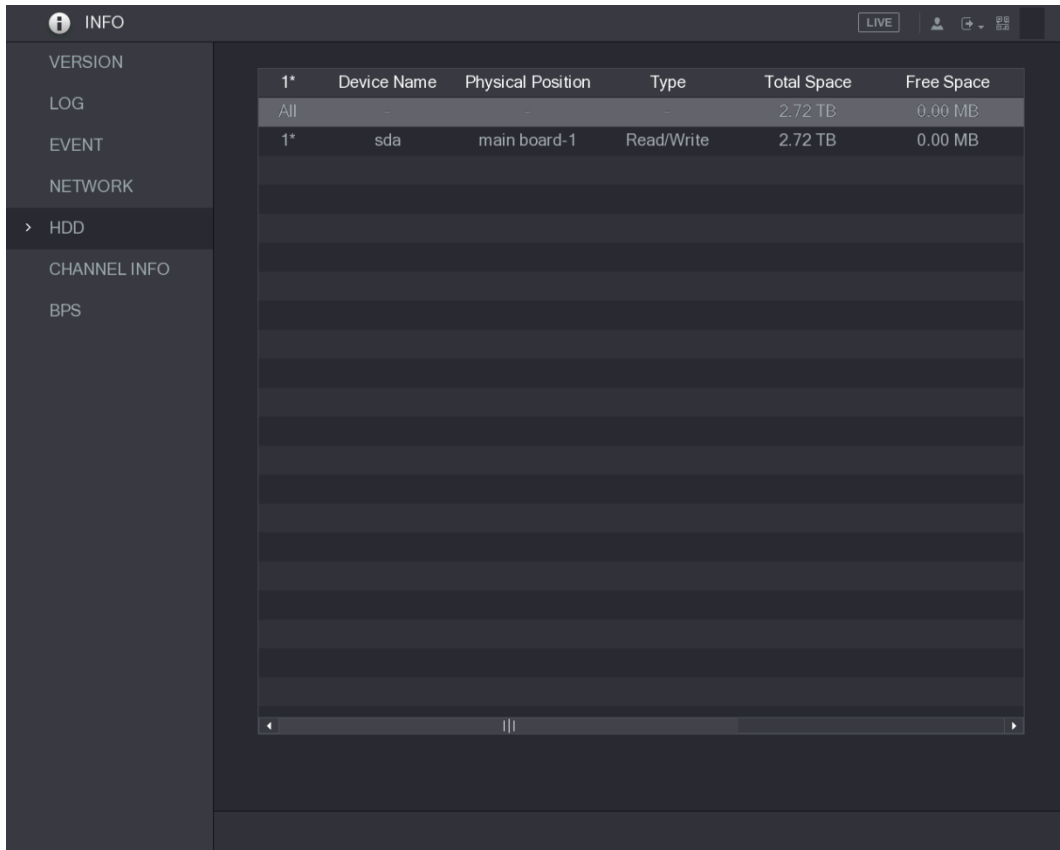 INFO
LIVE
VERSION
LOG
EVENT
NETWORK
HDD
CHANNEL INFO
BPS
1* Device Name Physical Position Type Total Space Free Space
All - - - 2.72 TB 0.00 MB
1* sda main board-1 Read/Write 2.72 TB 0.00 MB